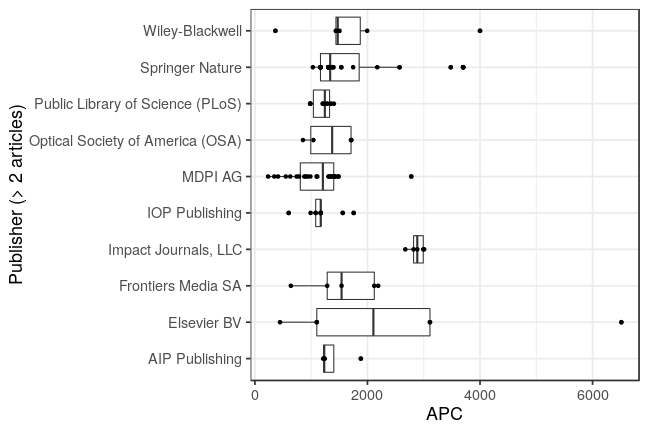 Publisher (> 2 articles)
Wiley-Blackwell
Springer Nature
Public Library of Science (PLoS)
Optical Society of America (OSA)
MDPI AG
IOP Publishing
Impact Journals, LLC
Frontiers Media SA
Elsevier BV
AIP Publishing
0 2000 4000 6000
APC